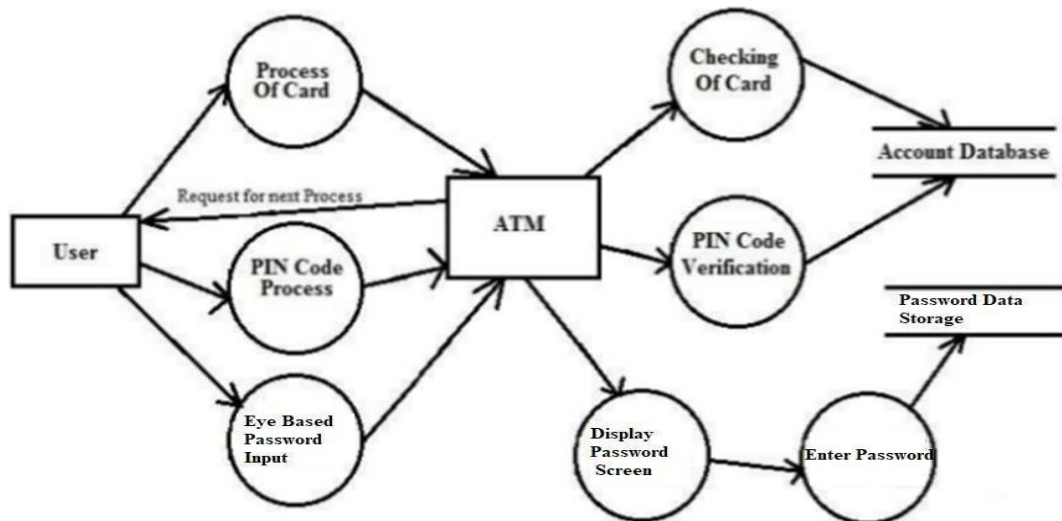 Process
Of Card
Checking
Of Card
Account Database
Request for next Process
User
ATM
PIN Code
Process
PIN Code
Verification
Password Data
Storage
Eye Based
Password
Input
Display
Password
Screen
Enter Password